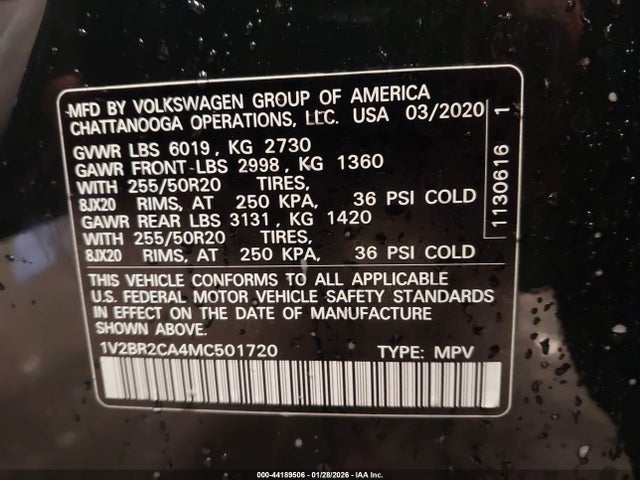 MFD BY VOLKSWAGEN GROUP OF AMERICA
CHATTANOOGA OPERATIONS, LLC. USA 03/2020
GVWR LBS 6019, KG 2730
GAWR FRONT LBS 2998, KG 1360
WITH 255/50R20 TIRES,
8JX20 RIMS, AT 250 KPA, 36 PSI COLD
GAWR REAR LBS 3131, KG 1420
WITH 255/50R20 TIRES,
8JX20 RIMS, AT 250 KPA, 36 PSI COLD
THIS VEHICLE CONFORMS TO ALL APPLICABLE
U.S. FEDERAL MOTOR VEHICLE SAFETY STANDARDS
IN EFFECT ON THE DATE OF MANUFACTURE
SHOWN ABOVE.
1V2BR2CA4MC501720 TYPE: MPV
1130616 1
000-44189506 - 01/28/2026 - IAA Inc.